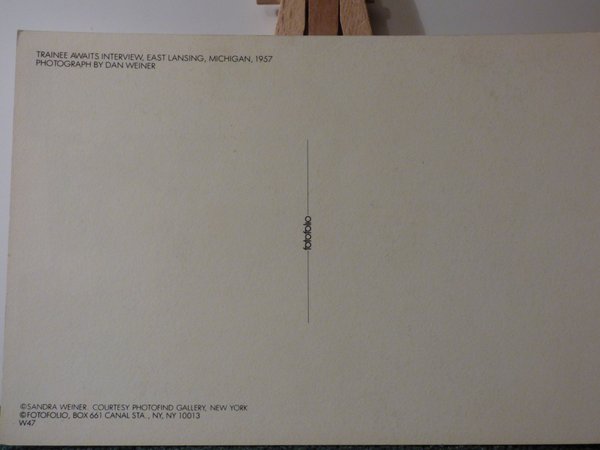 TRAINEE AWAITS INTERVIEW, EAST LANSING, MICHIGAN, 1957
PHOTOGRAPH BY DAN WEINER
fotofolio
©SANDRA WEINER. COURTESY PHOTOFIND GALLERY, NEW YORK
©FOTOFOLIO, BOX 661 CANAL STA., NY, NY 10013
W47